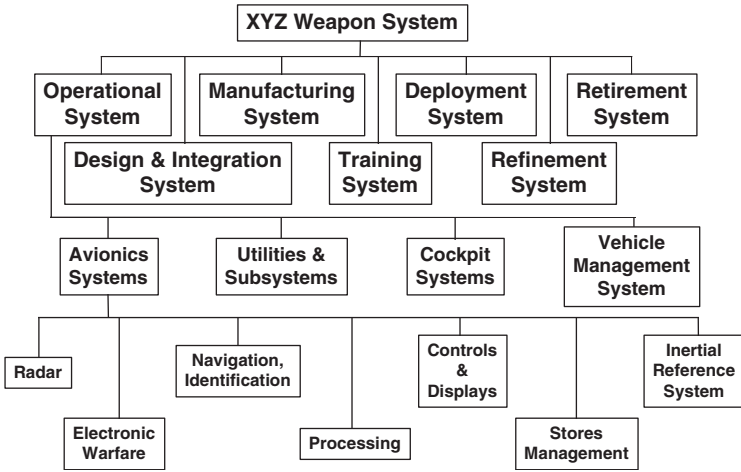 XYZ Weapon System
Operational
System
Manufacturing
System
Deployment
System
Retirement
System
Design & Integration
System
Training
System
Refinement
System
Avionics
Systems
Utilities &
Subsystems
Cockpit
Systems
Vehicle
Management
System
Radar
Navigation,
Identification
Controls
&
Displays
Inertial
Reference
System
Electronic
Warfare
Processing
Stores
Management